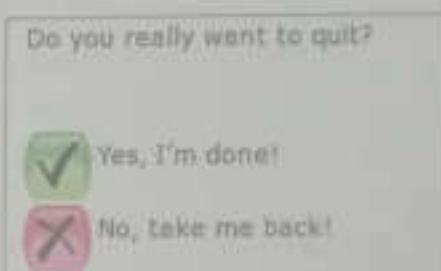 Do you really want to quit?
Yes, I'm done!
No, take me back!